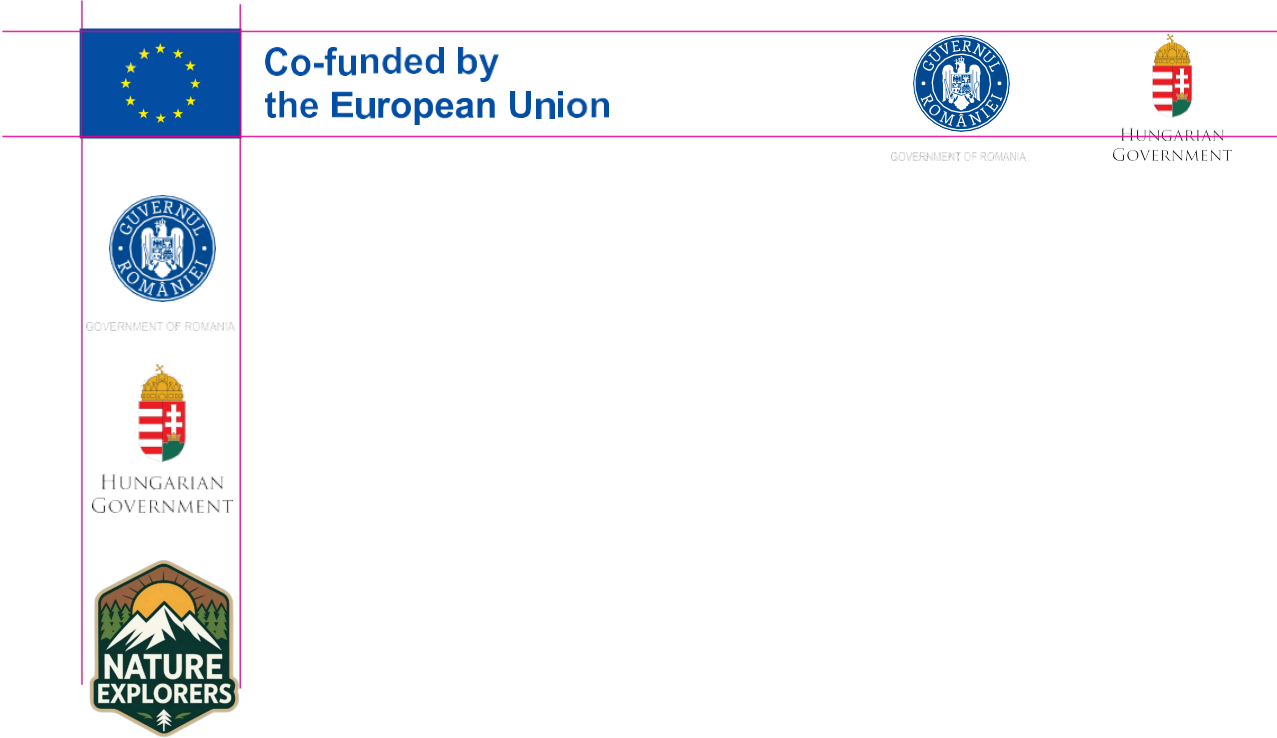 Co-funded by
the European Union
GUVERNUL ROMÂNIEI
GOVERNMENT OF ROMANIA
HUNGARIAN
GOVERNMENT
GUVERNUL ROMÂNIEI
GOVERNMENT OF ROMANIA
HUNGARIAN
GOVERNMENT
NATURE
EXPLORERS